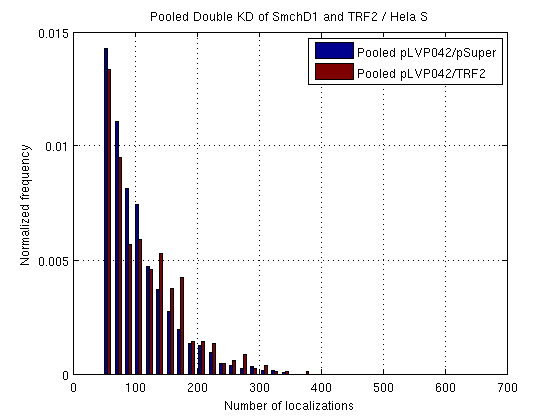 Pooled Double KD of SmchD1 and TRF2 / Hela S
0.015
0.01
0.005
0
Normalized frequency
Pooled pLVP042/pSuper
Pooled pLVP042/TRF2
0 100 200 300 400 500 600 700
Number of localizations